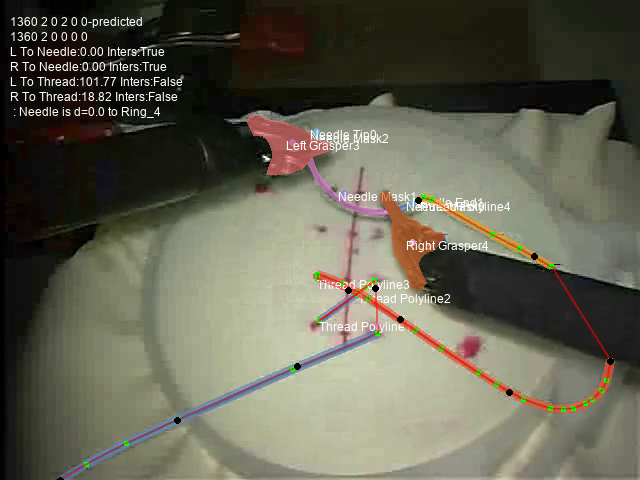 1360 2 0 2 0 0-predicted
1360 2 0 0 0 0
L To Needle:0.00 Inters:True
R To Needle:0.00 Inters:True
L To Thread:101.77 Inters:False
R To Thread:18.82 Inters:False
: Needle is d=0.0 to Ring_4
Needle Tip0
Needle Mask2
Left Grasper3
Needle Mask1
Right Grasper4
Thread Polyline3
Thread Polyline2
Thread Polyline